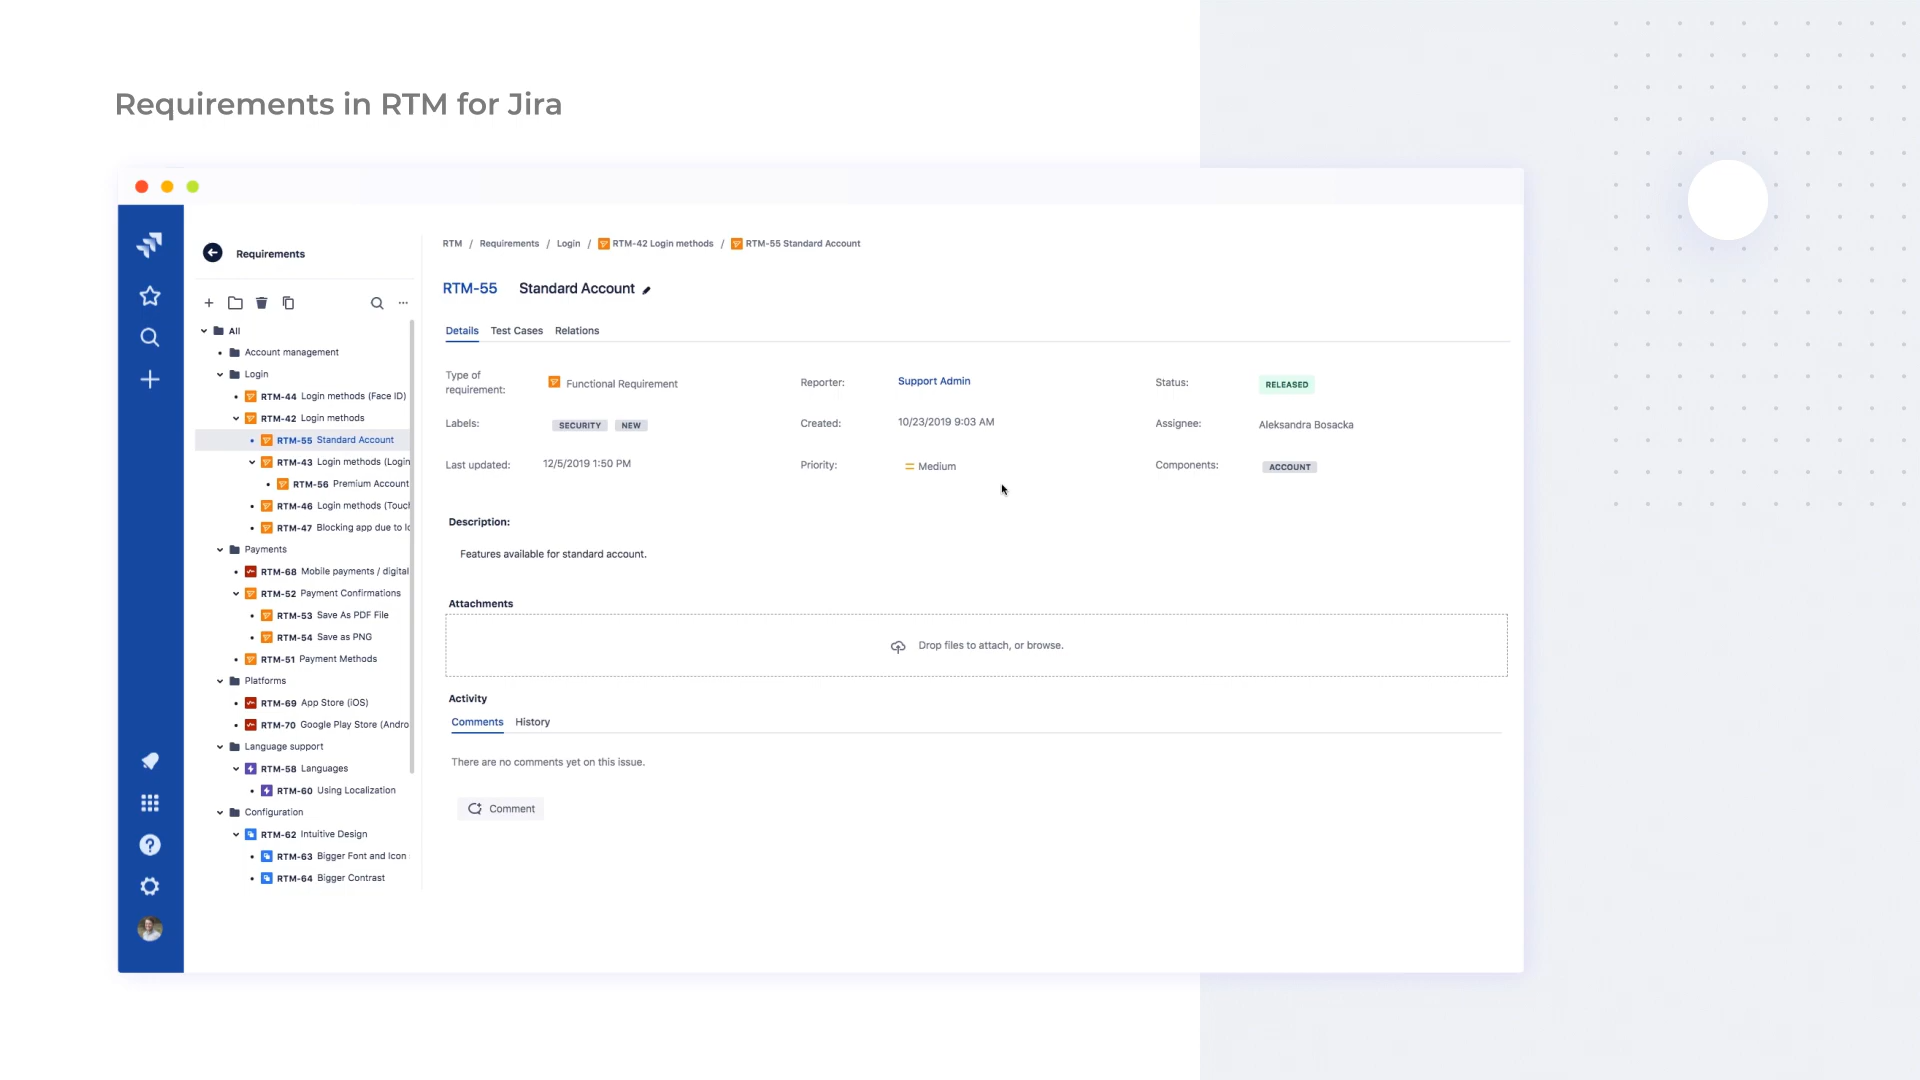 Requirements in RTM for Jira
Requirements
All
Account management
Login
RTM-44 Login methods (Face ID)
RTM-42 Login methods
RTM-55 Standard Account
RTM-43 Login methods (Login
RTM-56 Premium Account
RTM-46 Login methods (Touc
RTM-47 Blocking app due to lo
Payments
RTM-68 Mobile payments / digital
RTM-52 Payment Confirmations
RTM-53 Save As PDF File
RTM-54 Save as PNG
RTM-51 Payment Methods
Platforms
RTM-69 App Store (iOS)
RTM-70 Google Play Store (Andro
Language support
RTM-58 Languages
RTM-60 Using Localization
Configuration
RTM-62 Intuitive Design
RTM-63 Bigger Font and Icon
RTM-64 Bigger Contrast
RTM / Requirements / Login / RTM-42 Login methods / RTM-55 Standard Account
RTM-55 Standard Account
Details Test Cases Relations
Type of requirement: Functional Requirement
Reporter: Support Admin
Status: RELEASED
Labels: SECURITY NEW
Created: 10/23/2019 9:03 AM
Assignee: Aleksandra Bosacka
Last updated: 12/5/2019 1:50 PM
Priority: Medium
Components: ACCOUNT
Description:
Features available for standard account.
Attachments
Drop files to attach, or browse.
Activity
Comments History
There are no comments yet on this issue.
Comment